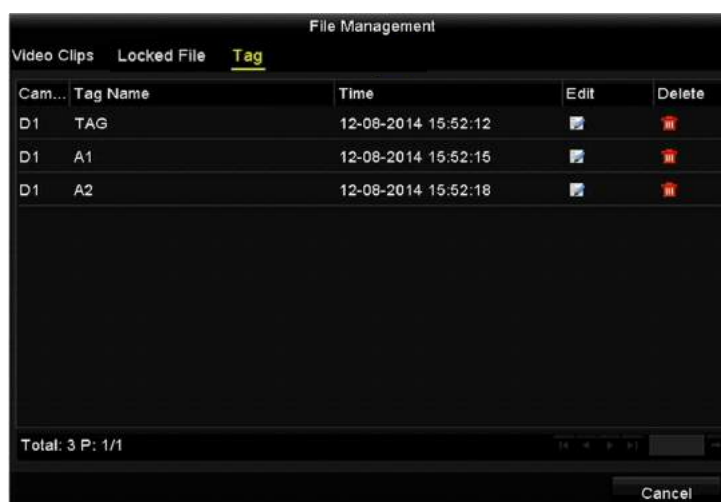 File Management
Video Clips Locked File Tag
Cam... Tag Name Time Edit Delete
D1 TAG 12-08-2014 15:52:12
D1 A1 12-08-2014 15:52:15
D1 A2 12-08-2014 15:52:18
Total: 3 P: 1/1
Cancel